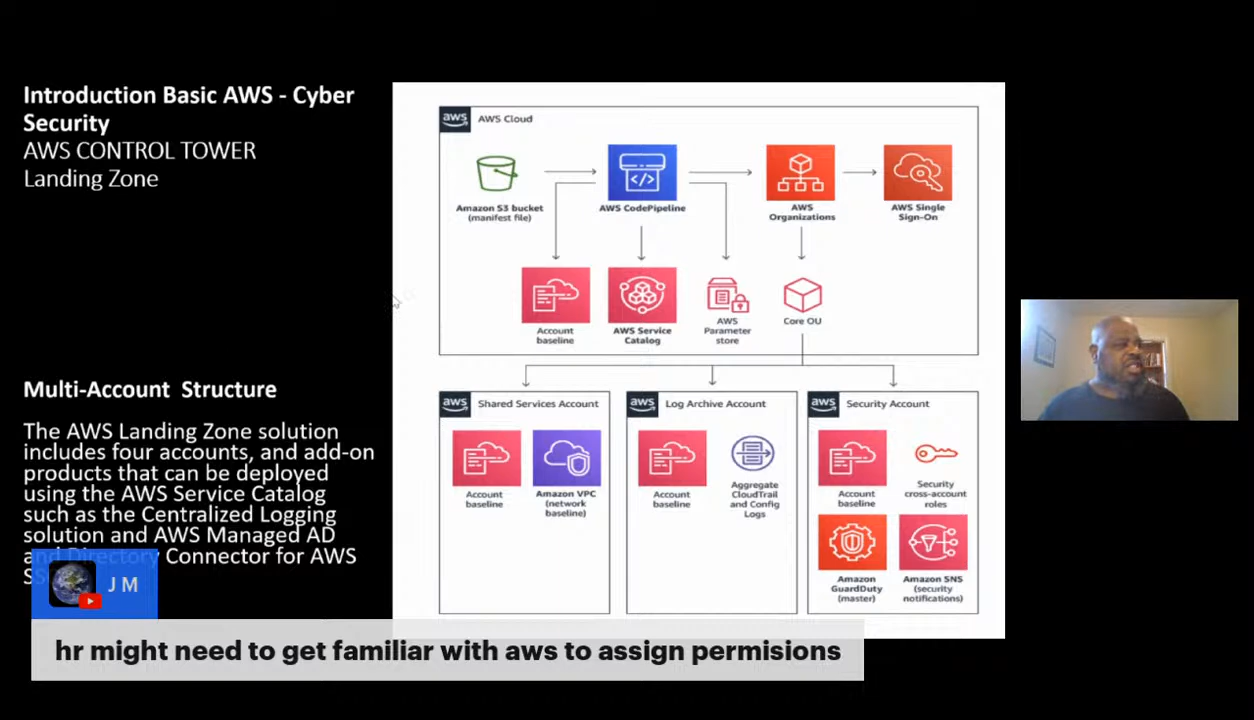 Introduction Basic AWS - Cyber
Security
AWS CONTROL TOWER
Landing Zone
Multi-Account Structure
The AWS Landing Zone solution
includes four accounts, and add-on
products that can be deployed
using the AWS Service Catalog
such as the Centralized Logging
solution and AWS Managed AD
and Directory Connector for AWS
aws
AWS Cloud
Amazon S3 bucket
(manifest file)
AWS CodePipeline
AWS
Organizations
AWS Single
Sign-On
Account
baseline
AWS Service
Catalog
AWS
Parameter
store
Core OU
aws
Shared Services Account
Account
baseline
Amazon VPC
(network
baseline)
aws
Log Archive Account
Account
baseline
Aggregate
CloudTrail
and Config
Logs
aws
Security Account
Account
baseline
Security
cross-account
roles
Amazon
GuardDuty
(master)
Amazon SNS
(security
notifications)
J M
hr might need to get familiar with aws to assign permisions